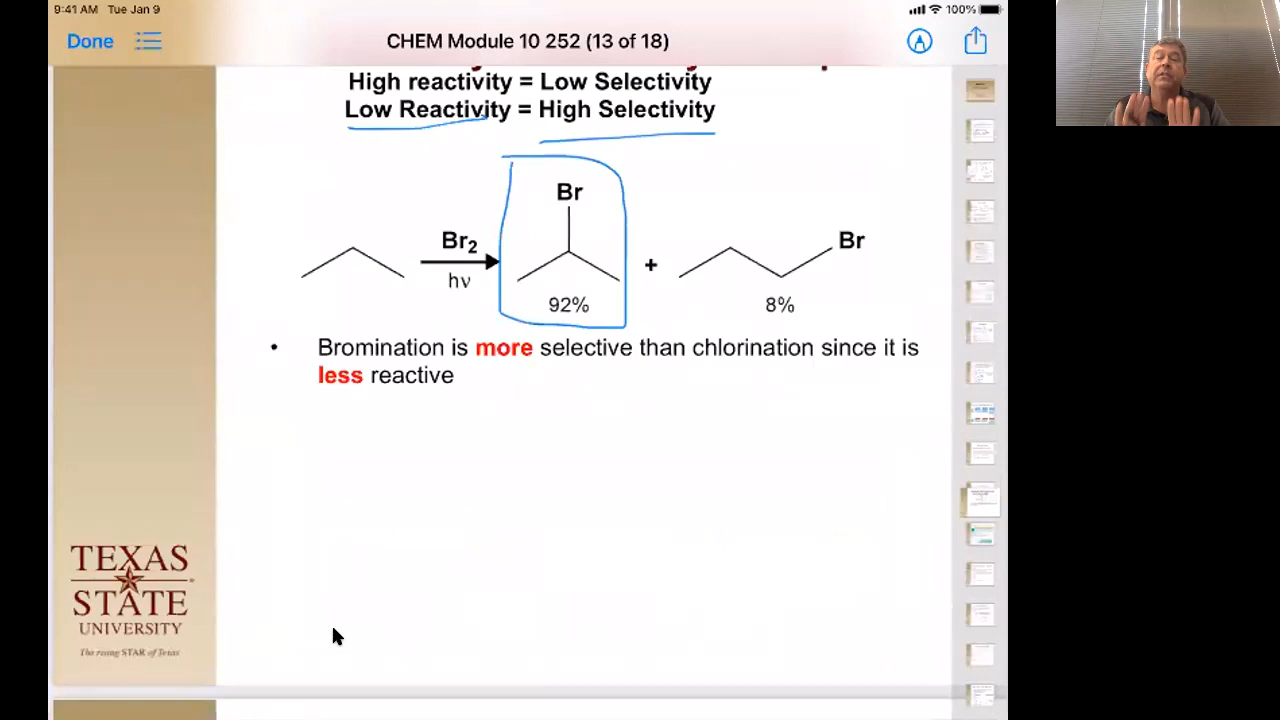 9:41 AM Tue Jan 9
100%
Done
CHEM Module 10 252 (13 of 18)
High reactivity = Low Selectivity
Low Reactivity = High Selectivity
Br
Br2
hν
+
Br
92%
8%
• Bromination is more selective than chlorination since it is
less reactive
TEXAS
STATE
UNIVERSITY
The rising STAR of Texas